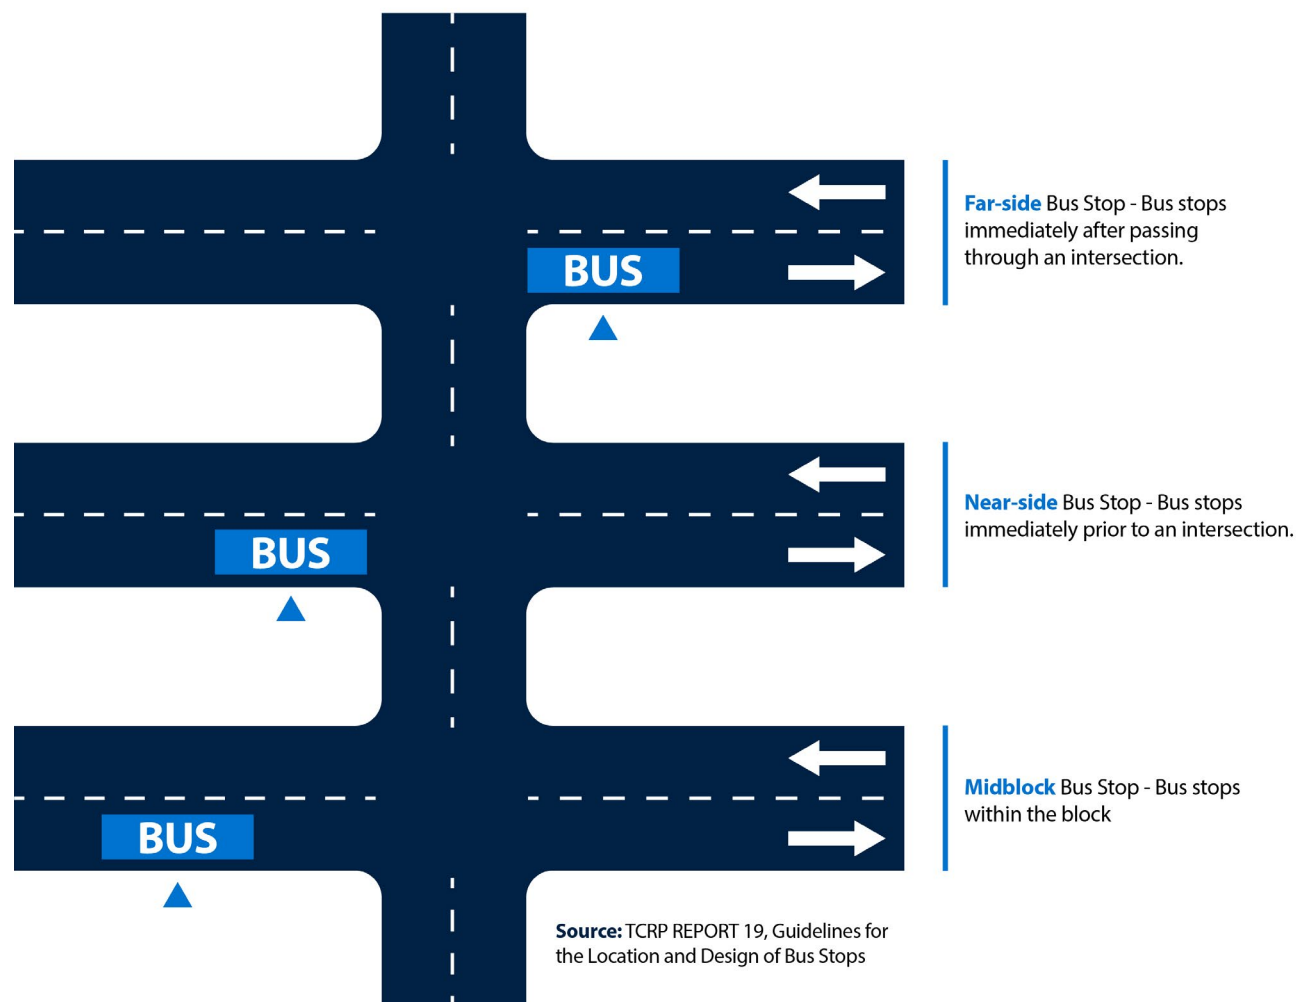 BUS
Far-side Bus Stop - Bus stops
immediately after passing
through an intersection.
BUS
Near-side Bus Stop - Bus stops
immediately prior to an intersection.
BUS
Midblock Bus Stop - Bus stops
within the block
Source: TCRP REPORT 19, Guidelines for
the Location and Design of Bus Stops